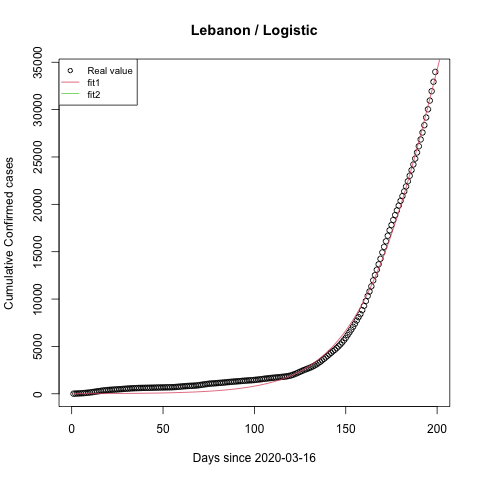 Lebanon / Logistic
Real value
fit1
fit2
Cumulative Confirmed cases
35000
30000
25000
20000
15000
10000
5000
0
0 50 100 150 200
Days since 2020-03-16